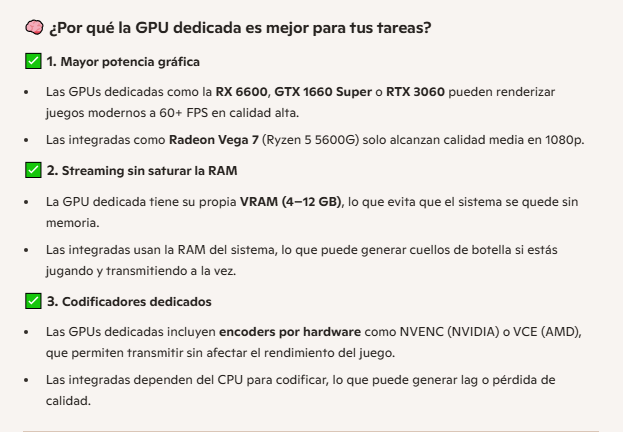 🧠 ¿Por qué la GPU dedicada es mejor para tus tareas?
✅ 1. Mayor potencia gráfica
• Las GPUs dedicadas como la RX 6600, GTX 1660 Super o RTX 3060 pueden renderizar
juegos modernos a 60+ FPS en calidad alta.
• Las integradas como Radeon Vega 7 (Ryzen 5 5600G) solo alcanzan calidad media en 1080p.
✅ 2. Streaming sin saturar la RAM
• La GPU dedicada tiene su propia VRAM (4–12 GB), lo que evita que el sistema se quede sin
memoria.
• Las integradas usan la RAM del sistema, lo que puede generar cuellos de botella si estás
jugando y transmitiendo a la vez.
✅ 3. Codificadores dedicados
• Las GPUs dedicadas incluyen encoders por hardware como NVENC (NVIDIA) o VCE (AMD),
que permiten transmitir sin afectar el rendimiento del juego.
• Las integradas dependen del CPU para codificar, lo que puede generar lag o pérdida de
calidad.